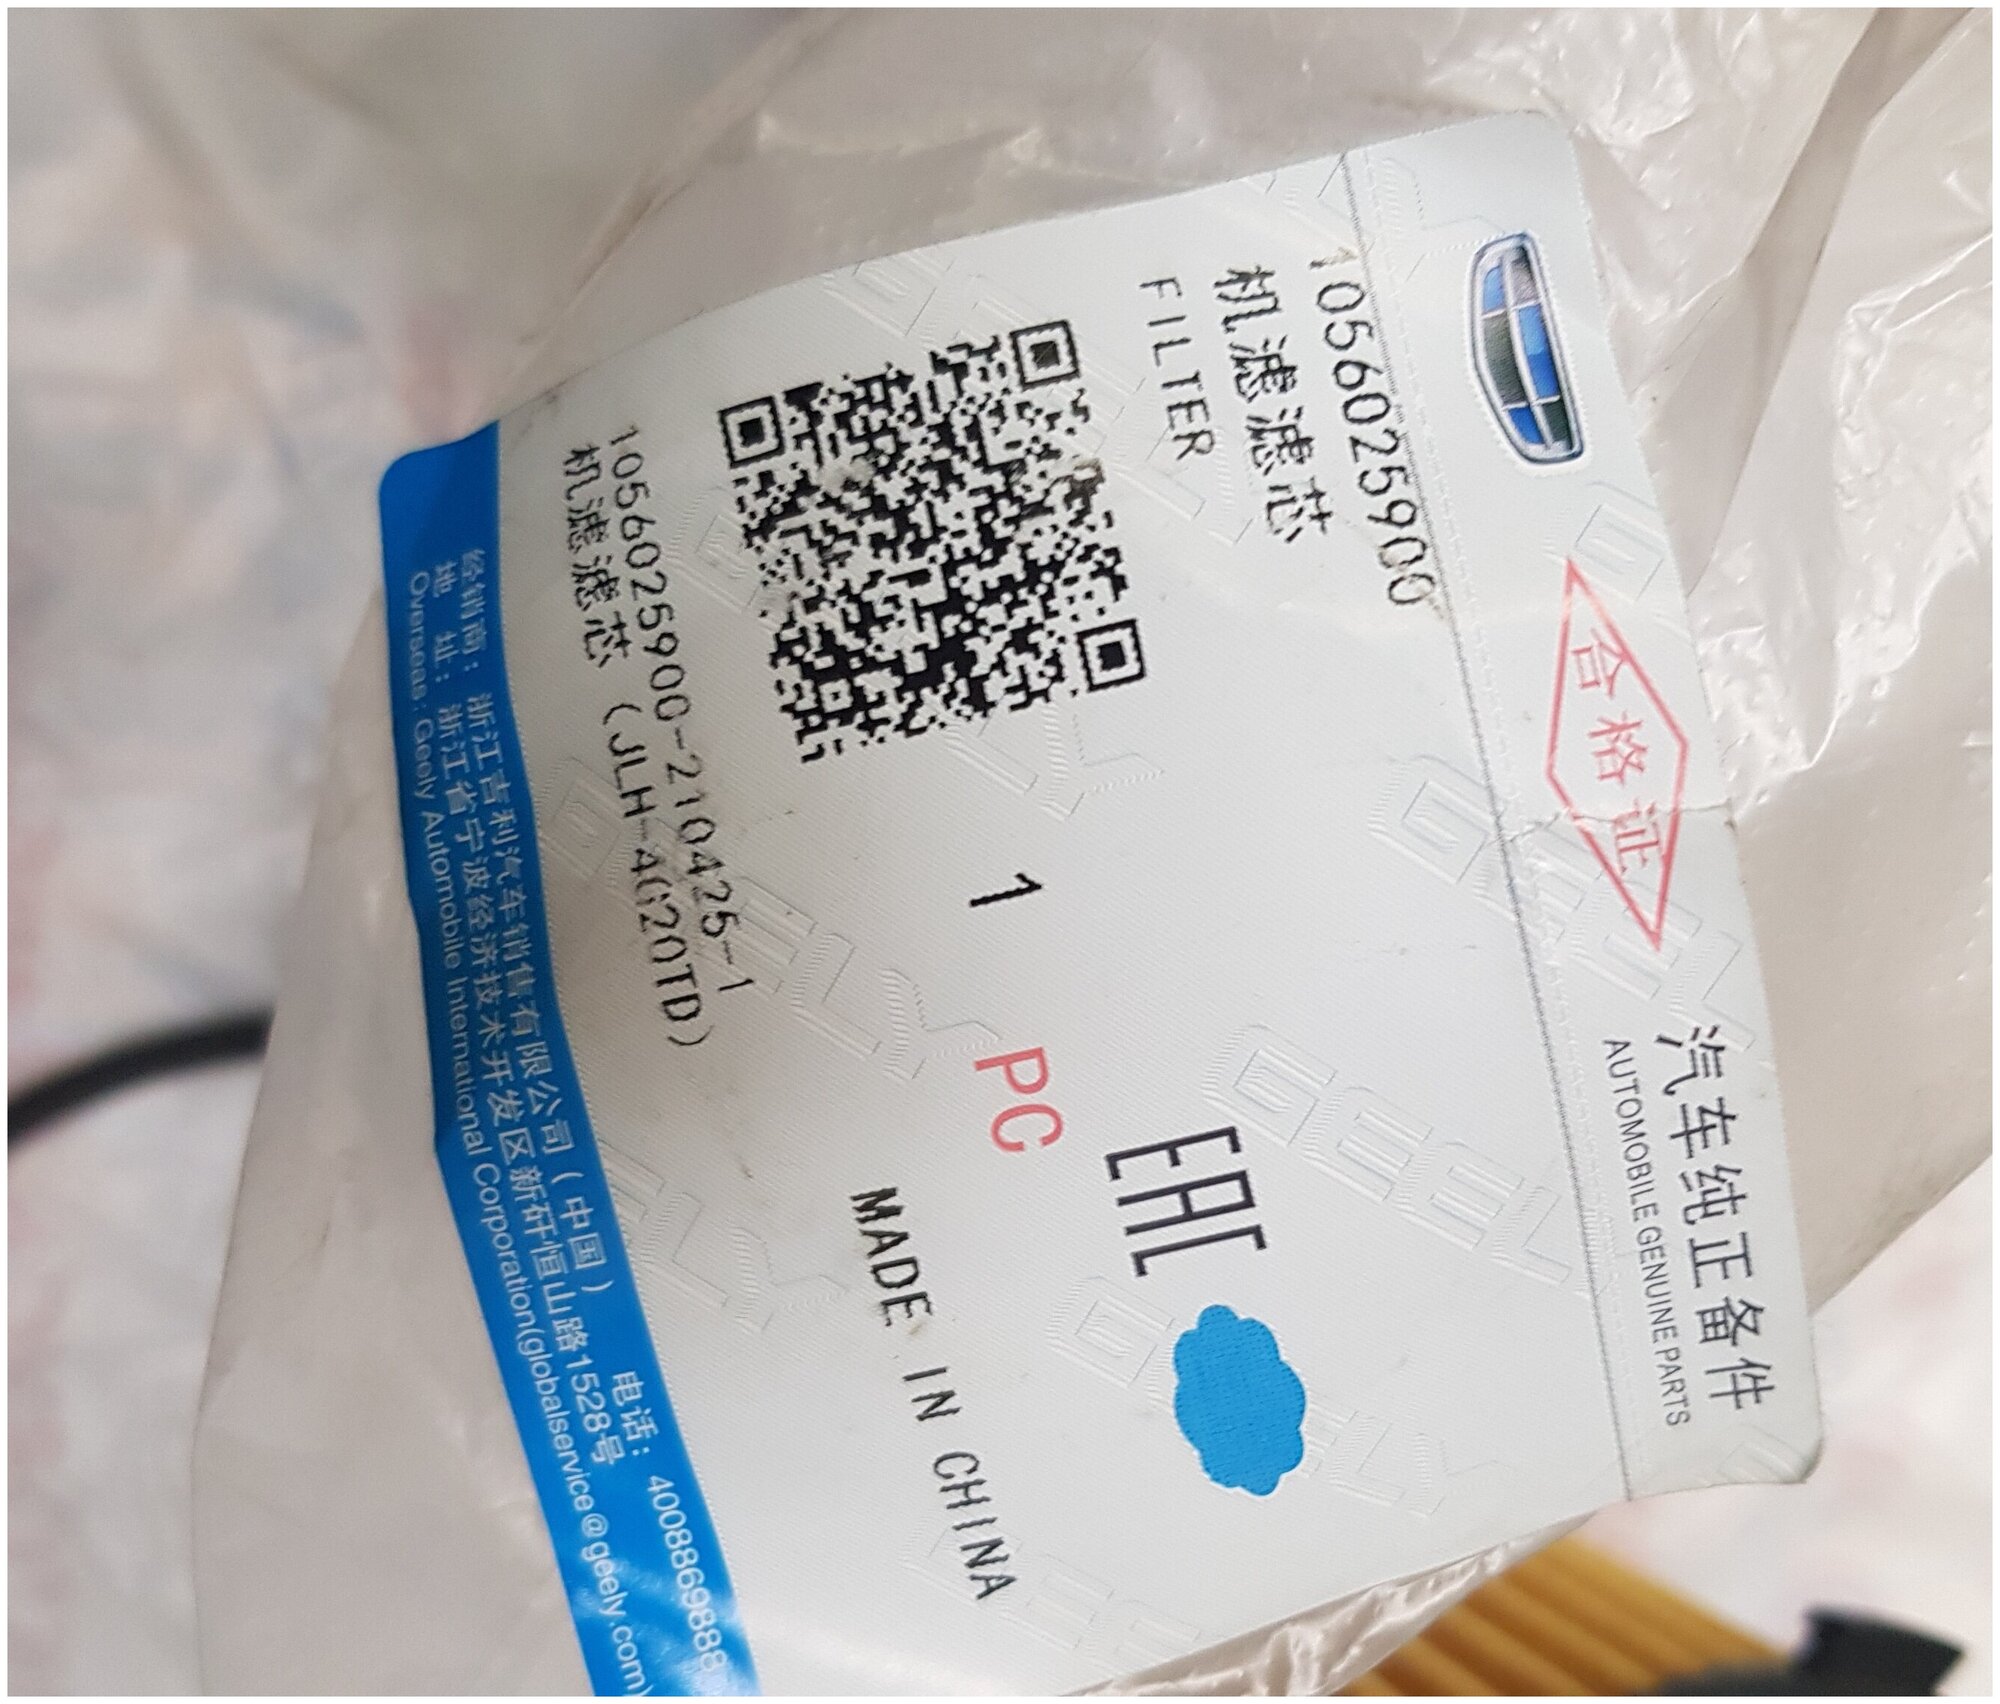 合格证
汽车纯正备件
AUTOMOBILE GENUINE PARTS
1056025900
机滤滤芯
FILTER
1 PC
EAC
MADE IN CHINA
1056025900-210425-1
机滤滤芯 (JLH-4G20TD)
经销商: 浙江吉利汽车销售有限公司 (中国) 电话: 4008869888
地 址: 浙江省宁波经济技术开发区新矸恒山路1528号
Overseas: Geely Automobile International Corporation(globalservice@geely.com)
GEELY